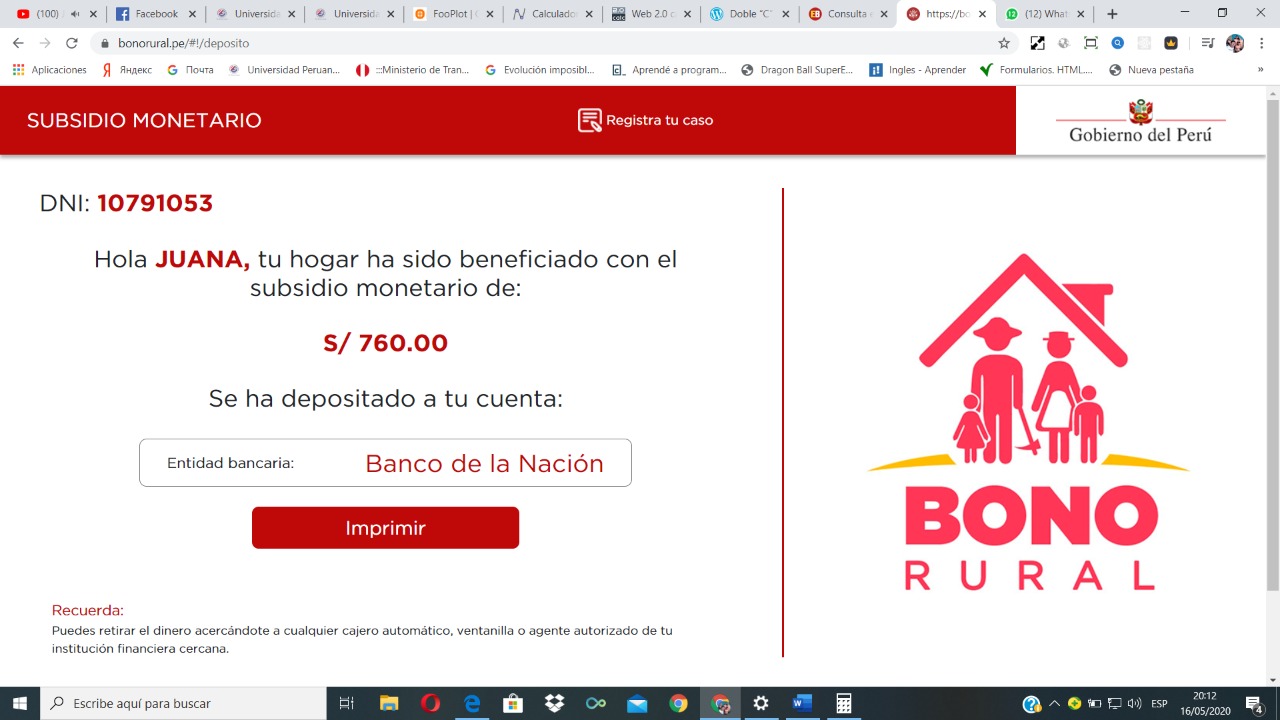 (100)
Universida
Universida
Facebook
FooPlot |
Calculador
Web 2.0 c
Doble "C"
Consulta e
https://bo
(12) What
bonorural.pe/#!/deposito
Aplicaciones
Яндекс
Почта
Universidad Peruan...
:::Ministerio de tran...
Evolución imposibl...
Aprendé a program...
Dragon Ball SuperE...
Ingles - Aprender
Formularios. HTML,...
Nueva pestaña
»
SUBSIDIO MONETARIO
Registra tu caso
Gobierno del Perú
DNI: 10791053
Hola JUANA, tu hogar ha sido beneficiado con el
subsidio monetario de:
S/ 760.00
Se ha depositado a tu cuenta:
Entidad bancaria: Banco de la Nación
Imprimir
Recuerda:
Puedes retirar el dinero acercándote a cualquier cajero automático, ventanilla o agente autorizado de tu
institución financiera cercana.
BONO
RURAL
Escribe aquí para buscar
ESP
20:12
16/05/2020
4